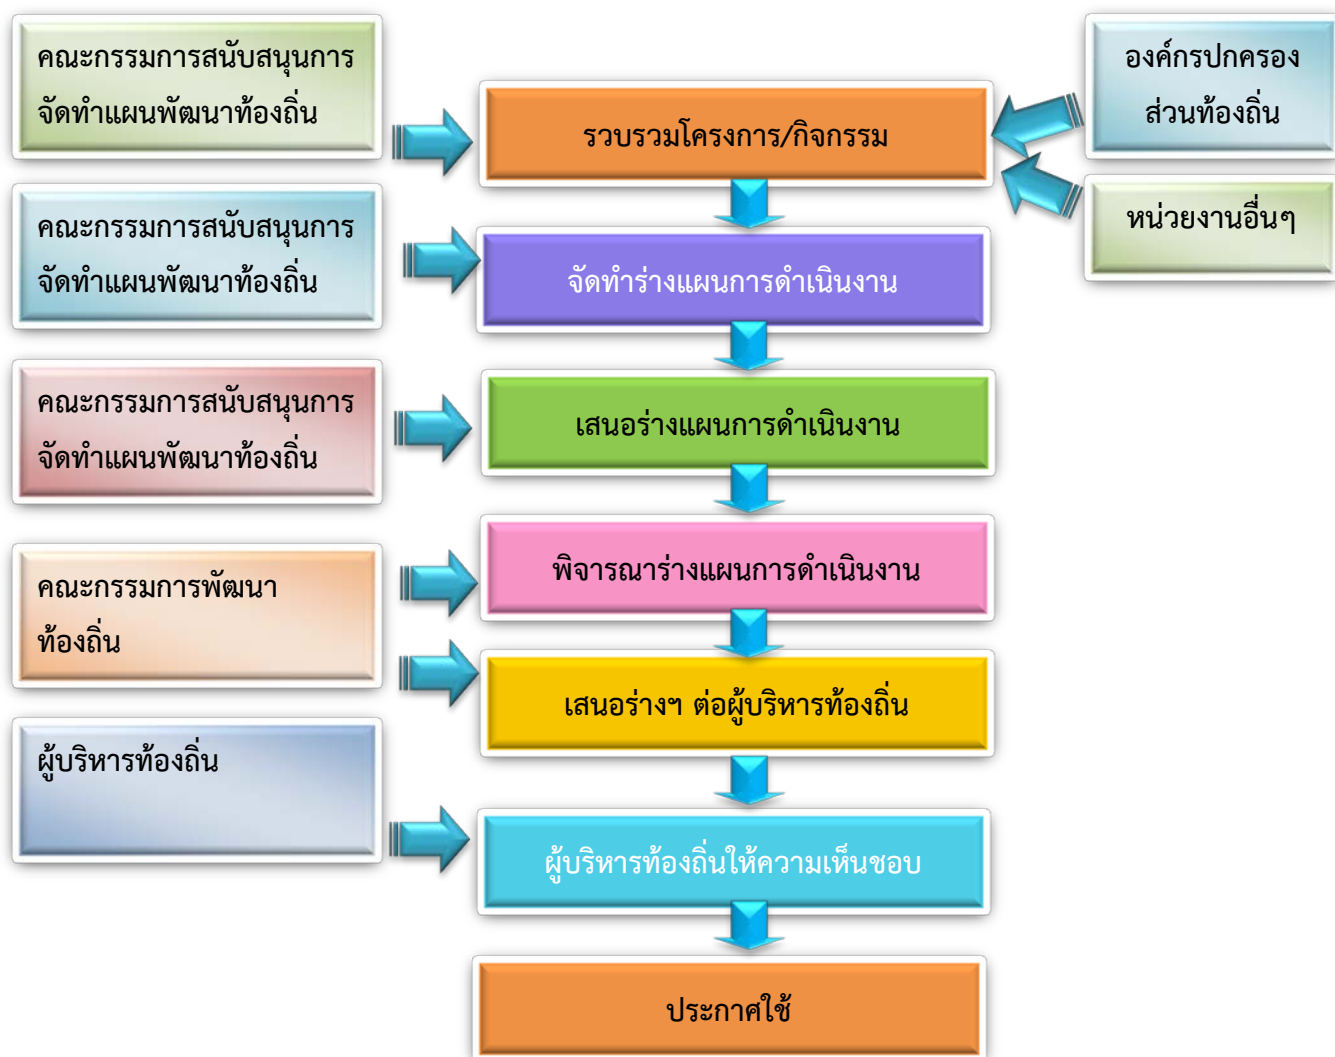 คณะกรรมการสนับสนุนการ
จัดทำแผนพัฒนาท้องถิ่น
รวบรวมโครงการ/กิจกรรม
องค์กรปกครอง
ส่วนท้องถิ่น
หน่วยงานอื่นๆ
คณะกรรมการสนับสนุนการ
จัดทำแผนพัฒนาท้องถิ่น
จัดทำร่างแผนการดำเนินงาน
คณะกรรมการสนับสนุนการ
จัดทำแผนพัฒนาท้องถิ่น
เสนอร่างแผนการดำเนินงาน
คณะกรรมการพัฒนา
ท้องถิ่น
พิจารณาร่างแผนการดำเนินงาน
เสนอร่างฯ ต่อผู้บริหารท้องถิ่น
ผู้บริหารท้องถิ่น
ผู้บริหารท้องถิ่นให้ความเห็นชอบ
ประกาศใช้